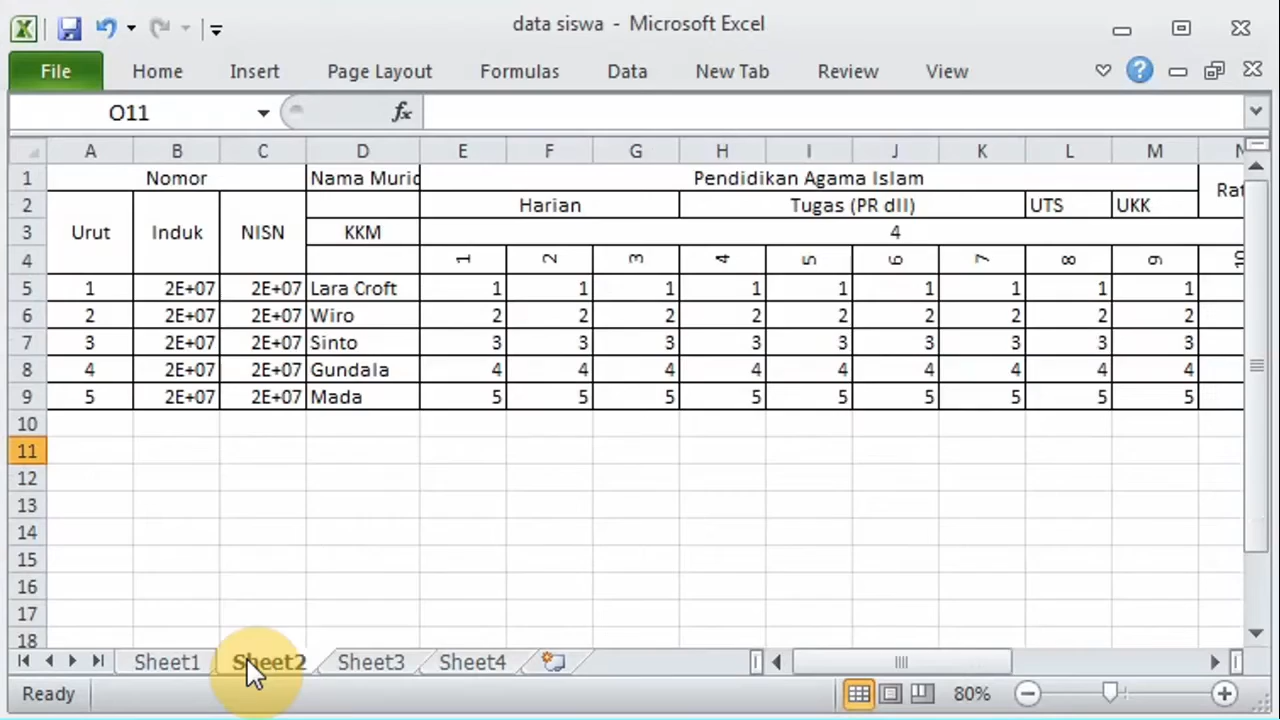 data siswa - Microsoft Excel
File Home Insert Page Layout Formulas Data New Tab Review View
O11 fx
A B C D E F G H I J K L M N
1 Nomor Nama Murid Pendidikan Agama Islam Rat
2 Harian Tugas (PR dll) UTS UKK
3 Urut Induk NISN KKM 4
4 1 2 3 4 5 6 7 8 9 10
5 1 2E+07 2E+07 Lara Croft 1 1 1 1 1 1 1 1 1
6 2 2E+07 2E+07 Wiro 2 2 2 2 2 2 2 2 2
7 3 2E+07 2E+07 Sinto 3 3 3 3 3 3 3 3 3
8 4 2E+07 2E+07 Gundala 4 4 4 4 4 4 4 4 4
9 5 2E+07 2E+07 Mada 5 5 5 5 5 5 5 5 5
10
11
12
13
14
15
16
17
18
Sheet1 Sheet2 Sheet3 Sheet4
Ready 80%